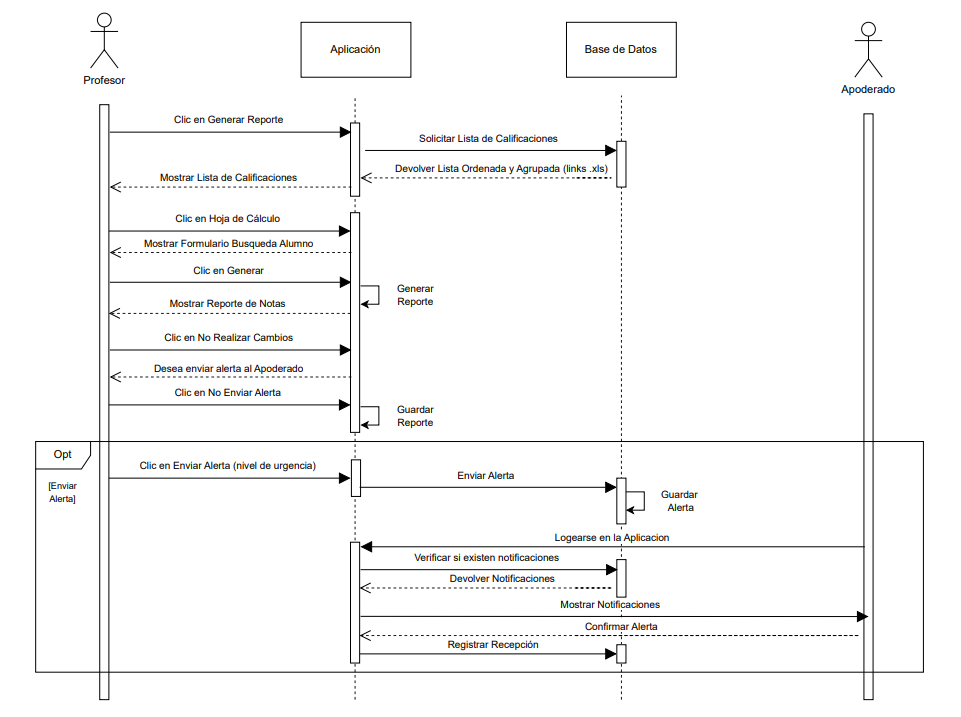 Profesor
Aplicación
Base de Datos
Apoderado
Clic en Generar Reporte
Solicitar Lista de Calificaciones
Devolver Lista Ordenada y Agrupada (links .xls)
Mostrar Lista de Calificaciones
Clic en Hoja de Cálculo
Mostrar Formulario Busqueda Alumno
Clic en Generar
Generar
Reporte
Mostrar Reporte de Notas
Clic en No Realizar Cambios
Desea enviar alerta al Apoderado
Clic en No Enviar Alerta
Guardar
Reporte
Opt
[Enviar
Alerta]
Clic en Enviar Alerta (nivel de urgencia)
Enviar Alerta
Guardar
Alerta
Logearse en la Aplicacion
Verificar si existen notificaciones
Devolver Notificaciones
Mostrar Notificaciones
Confirmar Alerta
Registrar Recepción